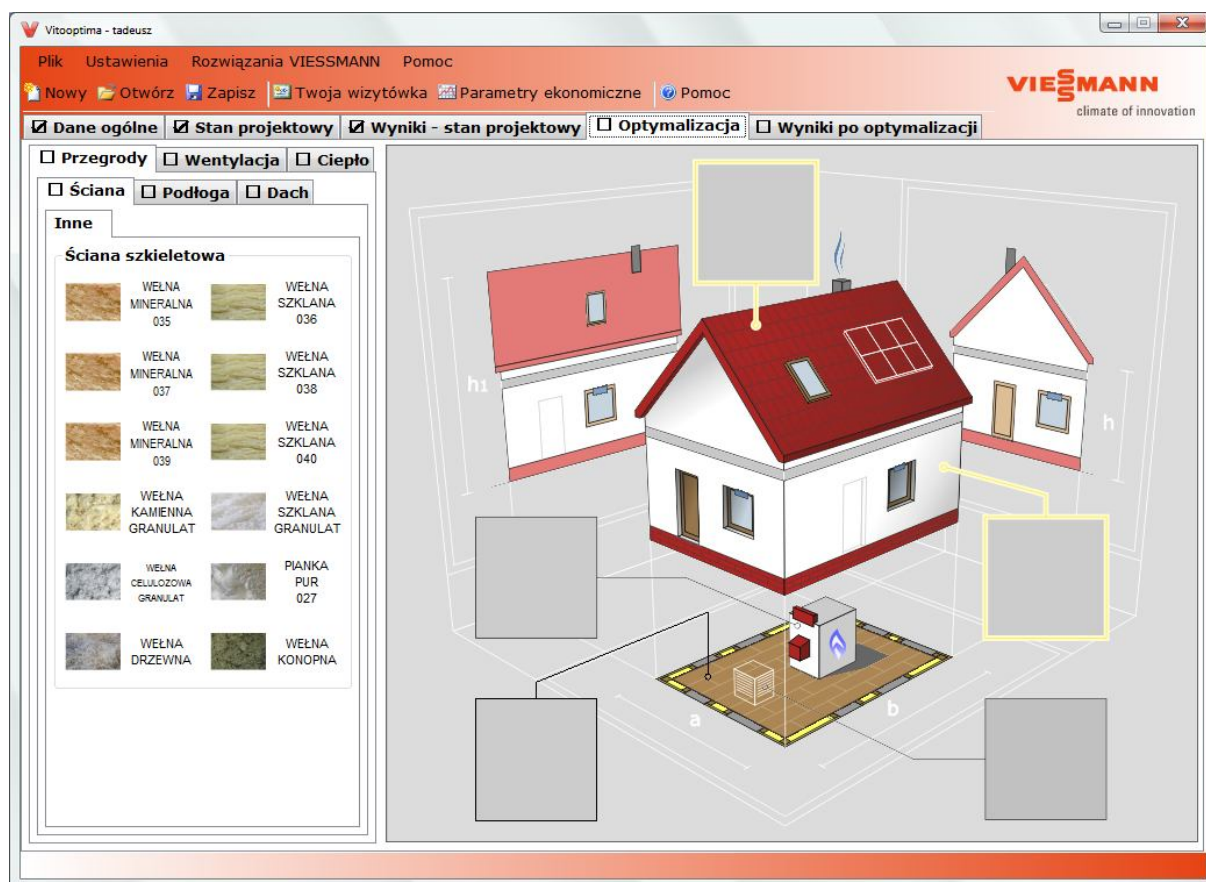 Vitooptima - tadeusz
Plik Ustawienia Rozwiązania VIESSMANN Pomoc
Nowy Otwórz Zapisz Twoja wizytówka Parametry ekonomiczne Pomoc
VIESSMANN
climate of innovation
Dane ogólne Stan projektowy Wyniki - stan projektowy Optymalizacja Wyniki po optymalizacji
Przegrody Wentylacja Ciepło
Ściana Podłoga Dach
Inne
Ściana szkieletowa
WEŁNA
MINERALNA
035
WEŁNA
SZKLANA
036
WEŁNA
MINERALNA
037
WEŁNA
SZKLANA
038
WEŁNA
MINERALNA
039
WEŁNA
SZKLANA
040
WEŁNA
KAMIENNA
GRANULAT
WEŁNA
SZKLANA
GRANULAT
WEŁNA
CELULOZOWA
GRANULAT
PIANKA
PUR
027
WEŁNA
DRZEWNA
WEŁNA
KONOPNA
h1
h
a
b